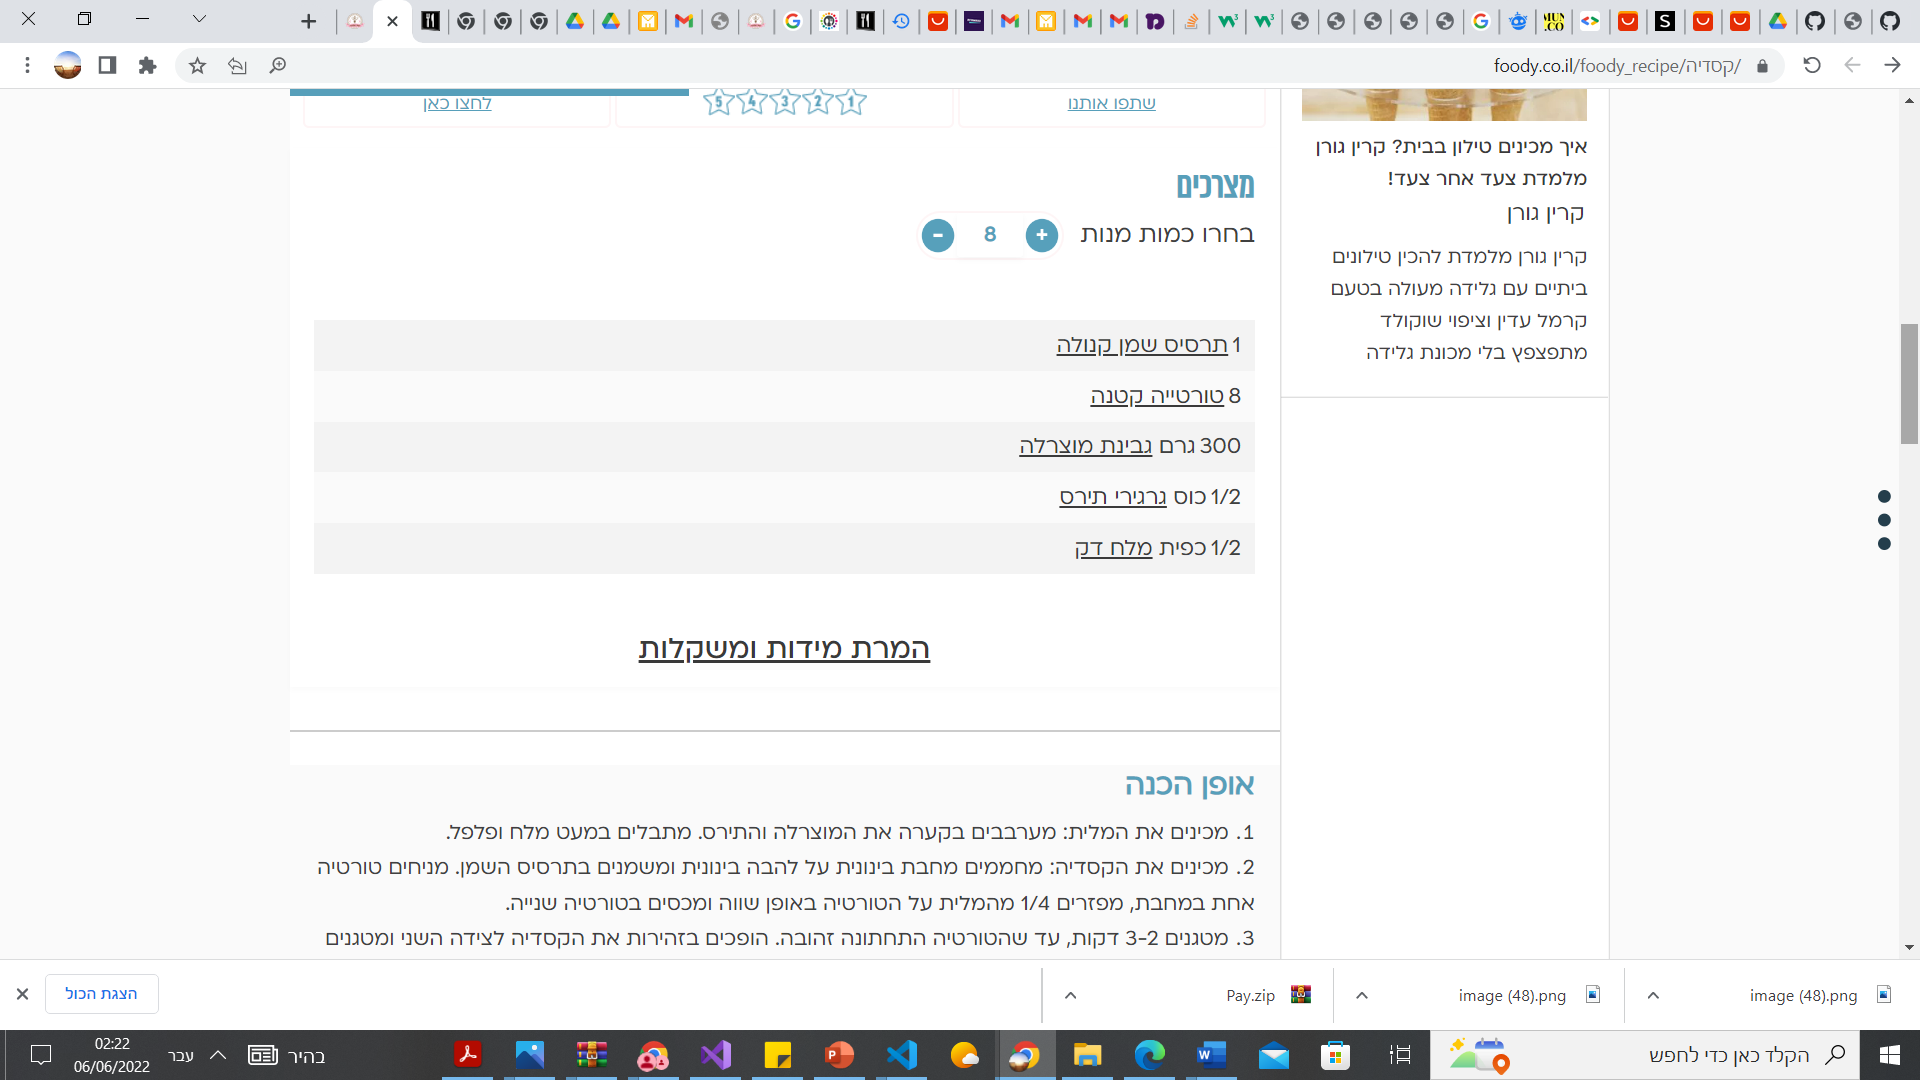 foody.co.il/foody_recipe/קסדיה/
שתפו אותנו
1
2
3
4
5
לחצו כאן
מצרכים
בחרו כמות מנות
+ 8 -
1 תרסיס שמן קנולה
8 טורטייה קטנה
300 גרם גבינת מוצרלה
1/2 כוס גרגירי תירס
1/2 כפית מלח דק
המרת מידות ומשקלות
אופן הכנה
1. מכינים את המלית: מערבבים בקערה את המוצרלה והתירס. מתבלים במעט מלח ופלפל.
2. מכינים את הקסדיה: מחממים מחבת בינונית על להבה בינונית ומשמנים בתרסיס השמן. מניחים טורטיה
אחת במחבת, מפזרים 1/4 מהמלית על הטורטיה באופן שווה ומכסים בטורטיה שנייה.
3. מטגנים 3-2 דקות, עד שהטורטיה התחתונה זהובה. הופכים בזהירות את הקסדיה לצידה השני ומטגנים
איך מכינים טילון בבית? קרין גורן
מלמדת צעד אחר צעד!
קרין גורן
קרין גורן מלמדת להכין טילונים
ביתיים עם גלידה מעולה בטעם
קרמל עדין וציפוי שוקולד
מתפצפץ בלי מכונת גלידה
image (48).png
image (48).png
Pay.zip
הצגת הכול
הקלד כאן כדי לחפש
בהיר
עבר
02:22
06/06/2022